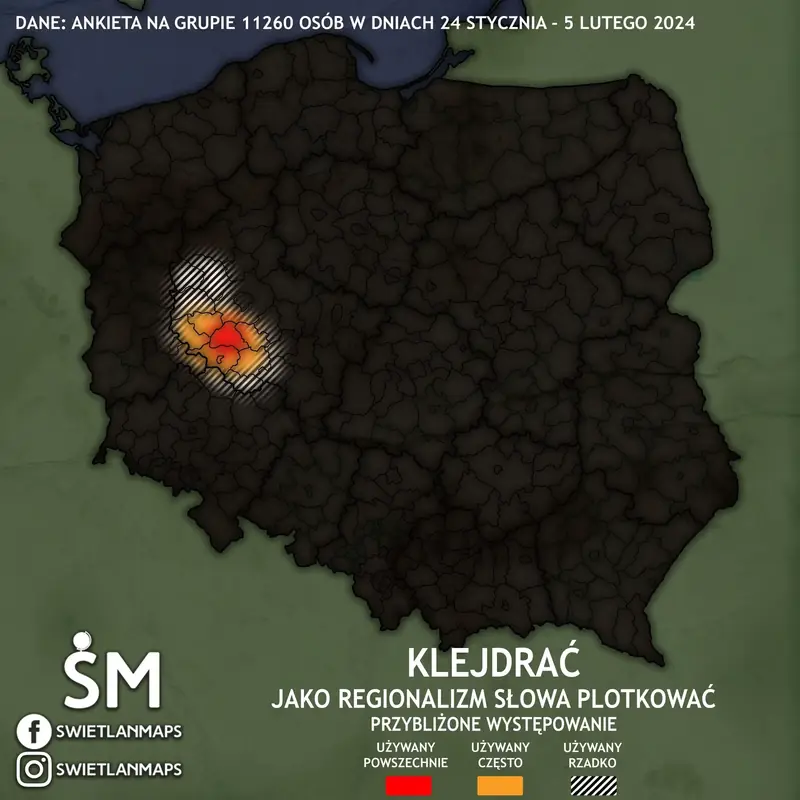 DANE: ANKIETA NA GRUPIE 11260 OSÓB W DNIACH 24 STYCZNIA - 5 LUTEGO 2024
KLEJDRAĆ
JAKO REGIONALIZM SŁOWA PLOTKOWAĆ
PRZYBLIŻONE WYSTĘPOWANIE
UŻYWANY POWSZECHNIE
UŻYWANY CZĘSTO
UŻYWANY RZADKO
ŚM
SWIETLANMAPS
SWIETLANMAPS